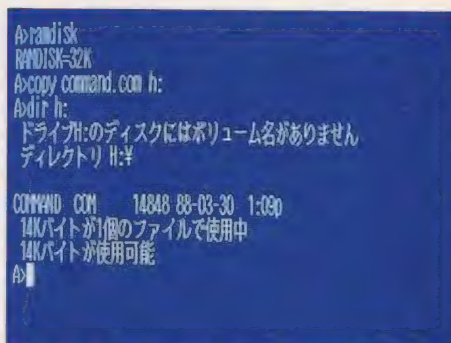 A>ramdisk
RAMDISK=32K
A>copy command.com h:
A>dir h:
ドライブH:のディスクにはボリューム名がありません
ディレクトリ H:¥
COMMAND COM 14848 88-03-30 1:09p
14Kバイトが1個のファイルで使用中
14Kバイトが使用可能
A>